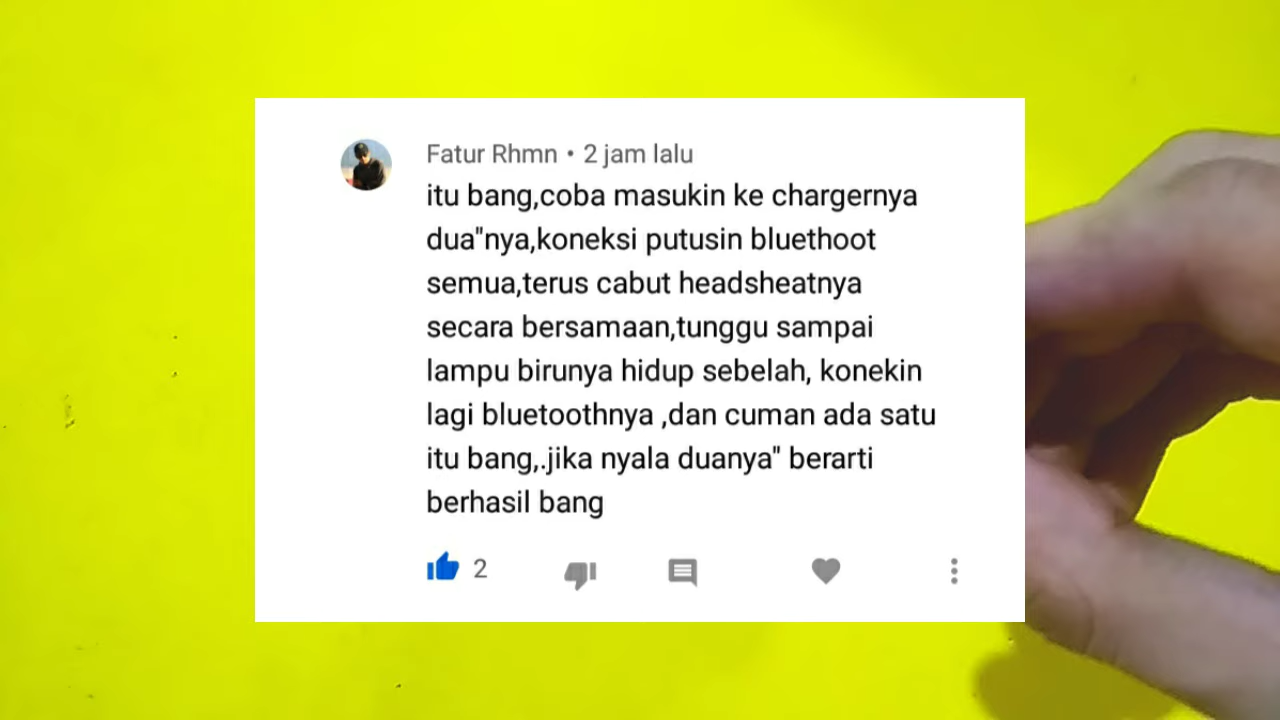 Fatur Rhmn • 2 jam lalu
itu bang,coba masukin ke chargernya
dua"nya,koneksi putusin bluethoot
semua,terus cabut headsheatnya
secara bersamaan,tunggu sampai
lampu birunya hidup sebelah, konekin
lagi bluetoothnya ,dan cuman ada satu
itu bang,.jika nyala duanya" berarti
berhasil bang
2